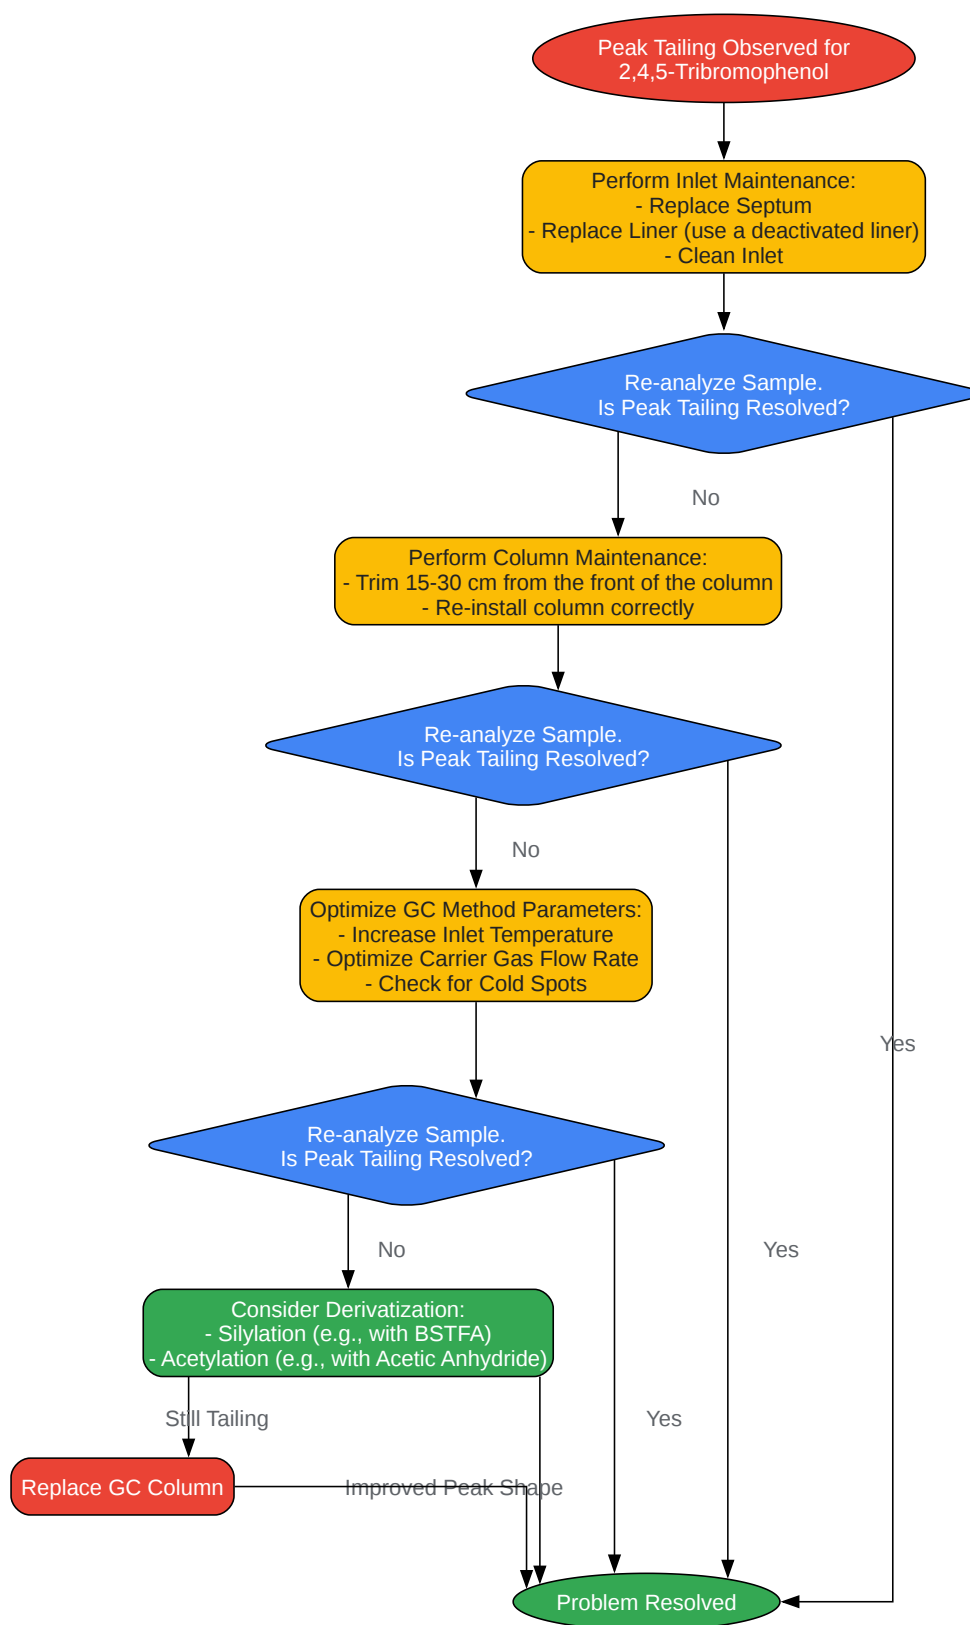 Peak Tailing Observed for
2,4,5-Tribromophenol
Perform Inlet Maintenance:
- Replace Septum
- Replace Liner (use a deactivated liner)
- Clean Inlet
Re-analyze Sample.
Is Peak Tailing Resolved?
No
Perform Column Maintenance:
- Trim 15-30 cm from the front of the column
- Re-install column correctly
Re-analyze Sample.
Is Peak Tailing Resolved?
No
Optimize GC Method Parameters:
- Increase Inlet Temperature
- Optimize Carrier Gas Flow Rate
- Check for Cold Spots
Yes
Re-analyze Sample.
Is Peak Tailing Resolved?
No
Yes
Consider Derivatization:
- Silylation (e.g., with BSTFA)
- Acetylation (e.g., with Acetic Anhydride)
Still Tailing
Yes
Replace GC Column
Improved Peak Shape
Problem Resolved